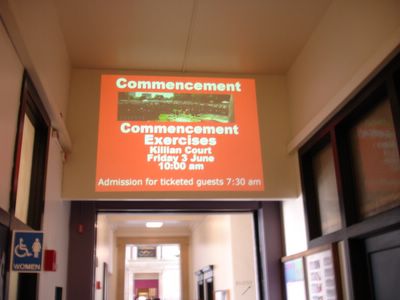 Commencement
Commencement
Exercises
Killian Court
Friday 3 June
10:00 am
Admission for ticketed guests 7:30 am
WOMEN